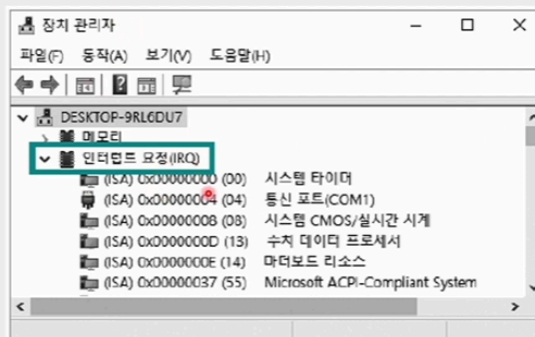 장치 관리자
파일(F) 동작(A) 보기(V) 도움말(H)
DESKTOP-9RL6DU7
메모리
인터럽트 요청(IRQ)
(ISA) 0x00000000 (00) 시스템 타이머
(ISA) 0x00000004 (04) 통신 포트(COM1)
(ISA) 0x00000008 (08) 시스템 CMOS/실시간 시계
(ISA) 0x0000000D (13) 수치 데이터 프로세서
(ISA) 0x0000000E (14) 마더보드 리소스
(ISA) 0x00000037 (55) Microsoft ACPI-Compliant System